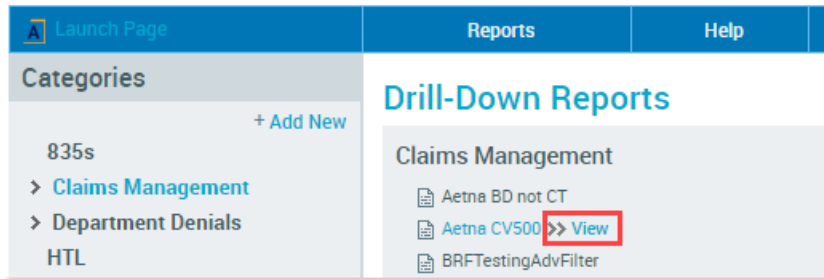 A Launch Page Reports Help
Categories
+ Add New
835s
> Claims Management
> Department Denials
HTL
Drill-Down Reports
Claims Management
Aetna BD not CT
Aetna CV500 >> View
BRFTestingAdvFilter